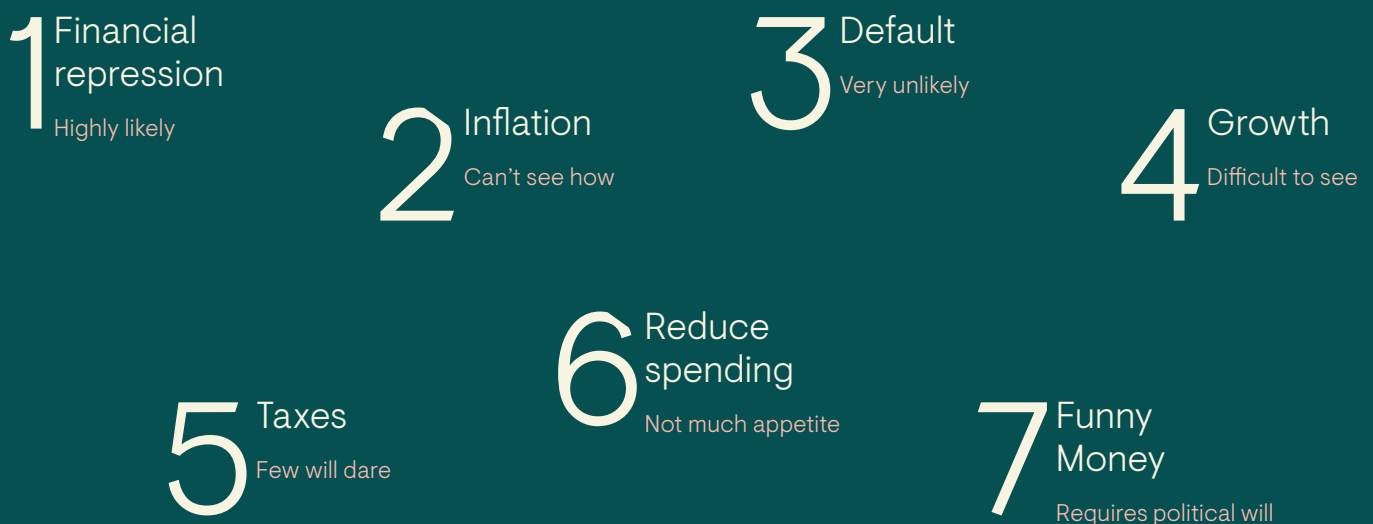 1 Financial
repression
Highly likely
2 Inflation
Can’t see how
3 Default
Very unlikely
4 Growth
Difficult to see
5 Taxes
Few will dare
6 Reduce
spending
Not much appetite
7 Funny
Money
Requires political will